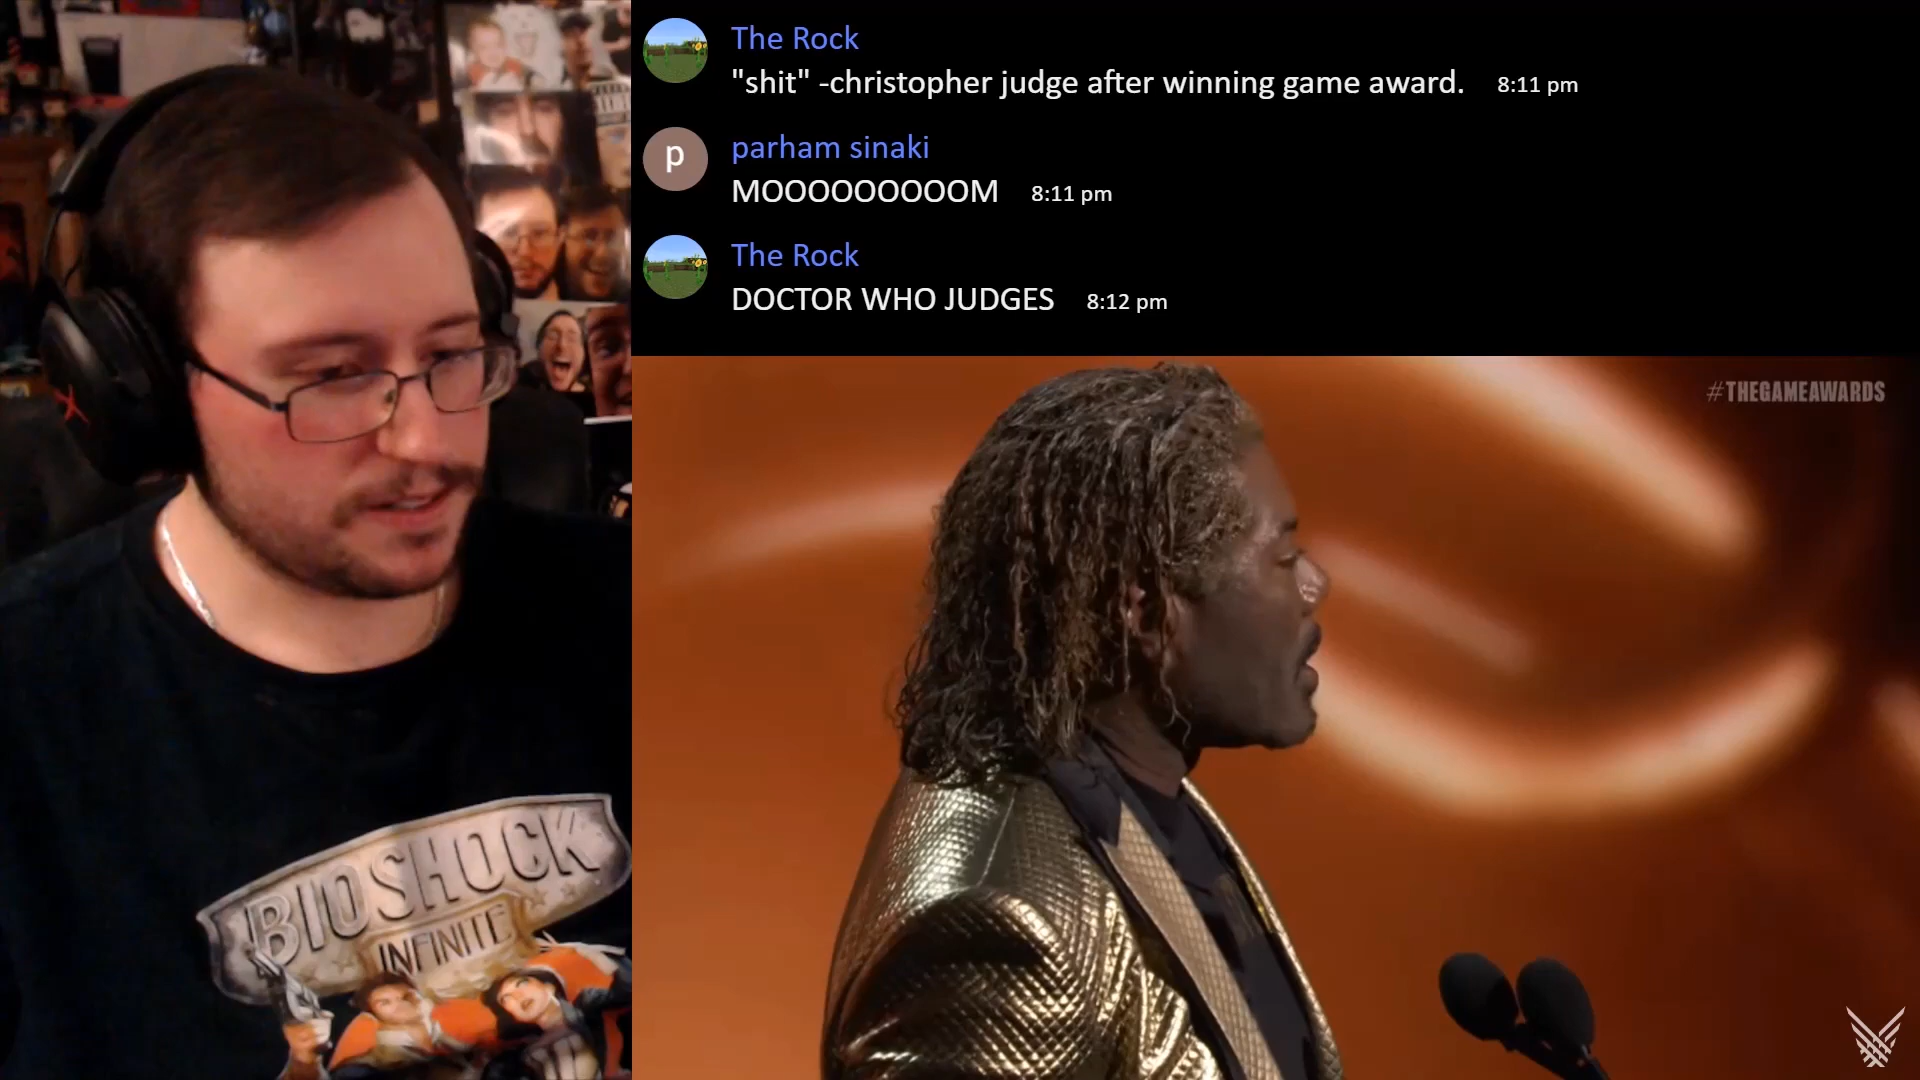 The Rock
"shit" -christopher judge after winning game award. 8:11 pm
p
parham sinaki
MOOOOOOOOOM 8:11 pm
The Rock
DOCTOR WHO JUDGES 8:12 pm
#THEGAMEAWARDS
BIOSHOCK
INFINITE